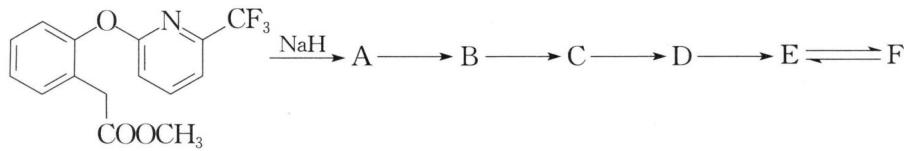 O N CF₃
NaH
A B C D E F
COOCH₃